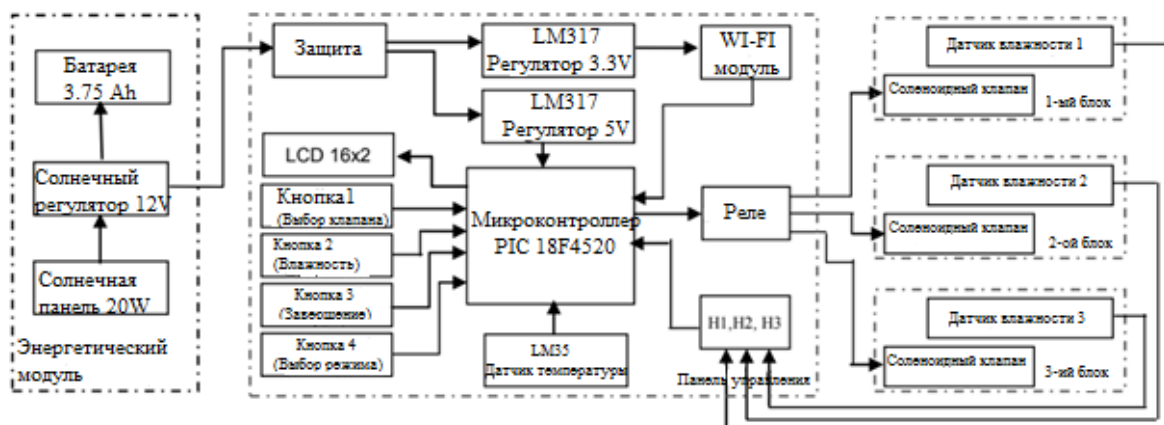 Батарея
3.75 Ah
Солнечный
регулятор 12V
Солнечная
панель 20W
Энергетический
модуль
Защита
LM317
Регулятор 3.3V
WI-FI
модуль
LM317
Регулятор 5V
LCD 16x2
Кнопка1
(Выбор клапана)
Кнопка 2
(Влажность)
Кнопка 3
(Завершение)
Кнопка 4
(Выбор режима)
Микроконтроллер
PIC 18F4520
LM35
Датчик температуры
Реле
H1,H2, H3
Панель управления
Датчик влажности 1
Соленоидный клапан
1-ый блок
Датчик влажности 2
Соленоидный клапан
2-ой блок
Датчик влажности 3
Соленоидный клапан
3-ий блок